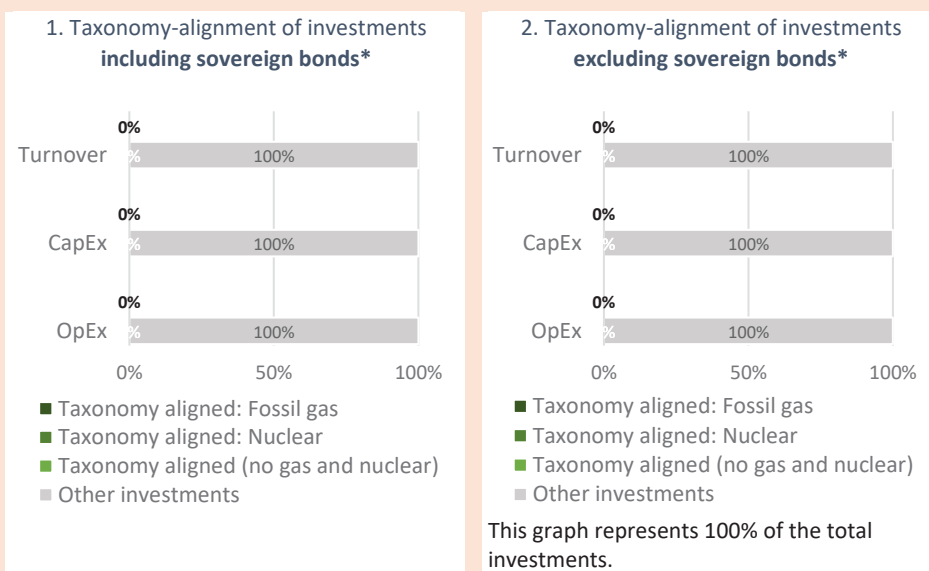 1. Taxonomy-alignment of investments
including sovereign bonds*
0%
Turnover
%
100%
0%
CapEx
%
100%
0%
OpEx
%
100%
0% 50% 100%
Taxonomy aligned: Fossil gas
Taxonomy aligned: Nuclear
Taxonomy aligned (no gas and nuclear)
Other investments
2. Taxonomy-alignment of investments
excluding sovereign bonds*
0%
Turnover
%
100%
0%
CapEx
%
100%
0%
OpEx
%
100%
0% 50% 100%
Taxonomy aligned: Fossil gas
Taxonomy aligned: Nuclear
Taxonomy aligned (no gas and nuclear)
Other investments
This graph represents 100% of the total
investments.